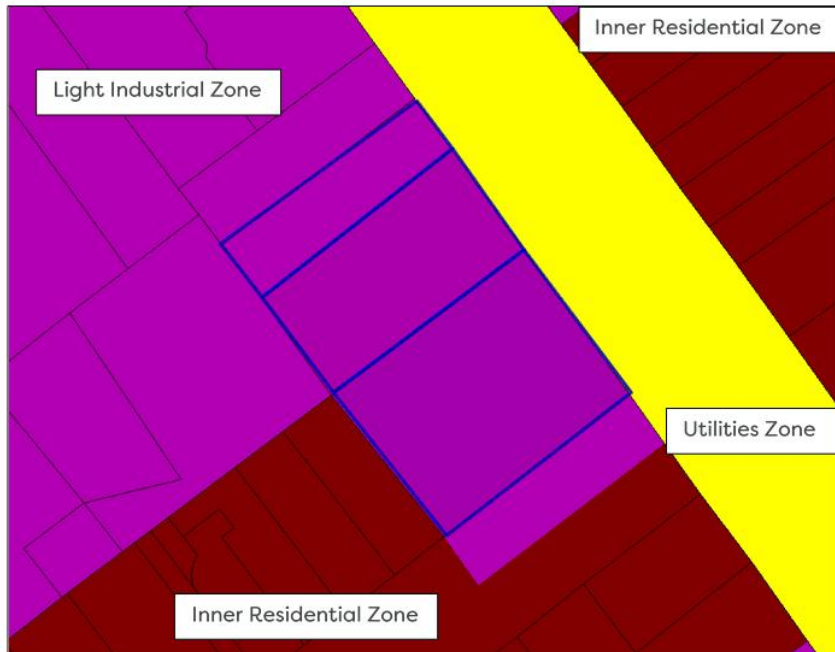 Inner Residential Zone
Light Industrial Zone
Utilities Zone
Inner Residential Zone